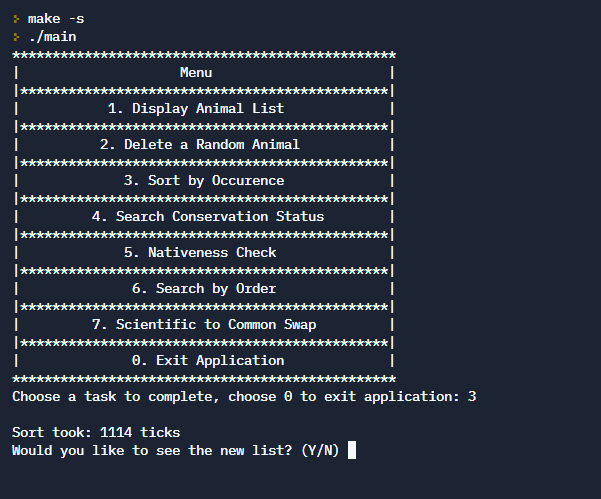 > make -s
> ./main
************************************************
|                    Menu                      |
|**********************************************|
|           1. Display Animal List             |
|**********************************************|
|          2. Delete a Random Animal           |
|**********************************************|
|             3. Sort by Occurence             |
|**********************************************|
|         4. Search Conservation Status        |
|**********************************************|
|             5. Nativeness Check              |
|**********************************************|
|              6. Search by Order              |
|**********************************************|
|         7. Scientific to Common Swap         |
|**********************************************|
|              0. Exit Application             |
************************************************
Choose a task to complete, choose 0 to exit application: 3

Sort took: 1114 ticks
Would you like to see the new list? (Y/N)